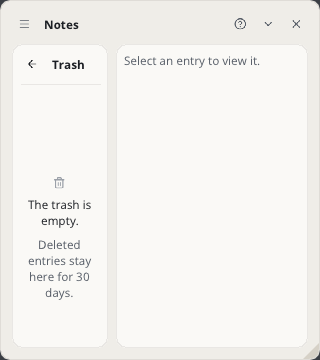 Notes
Trash
The trash is
empty.
Deleted
entries stay
here for 30
days.
Select an entry to view it.